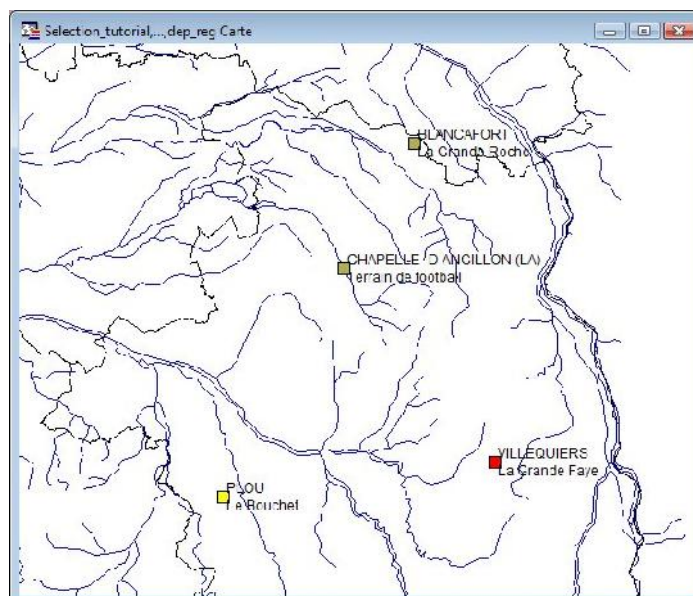 Selection_tutorial,...,dep_reg Carte
BLANCAFORT
La Grande Roche
CHAPELLE D'ANGILLON (LA)
Terrain de football
VILLEQUIERS
La Grande Faye
PLOU
Le Bouchet